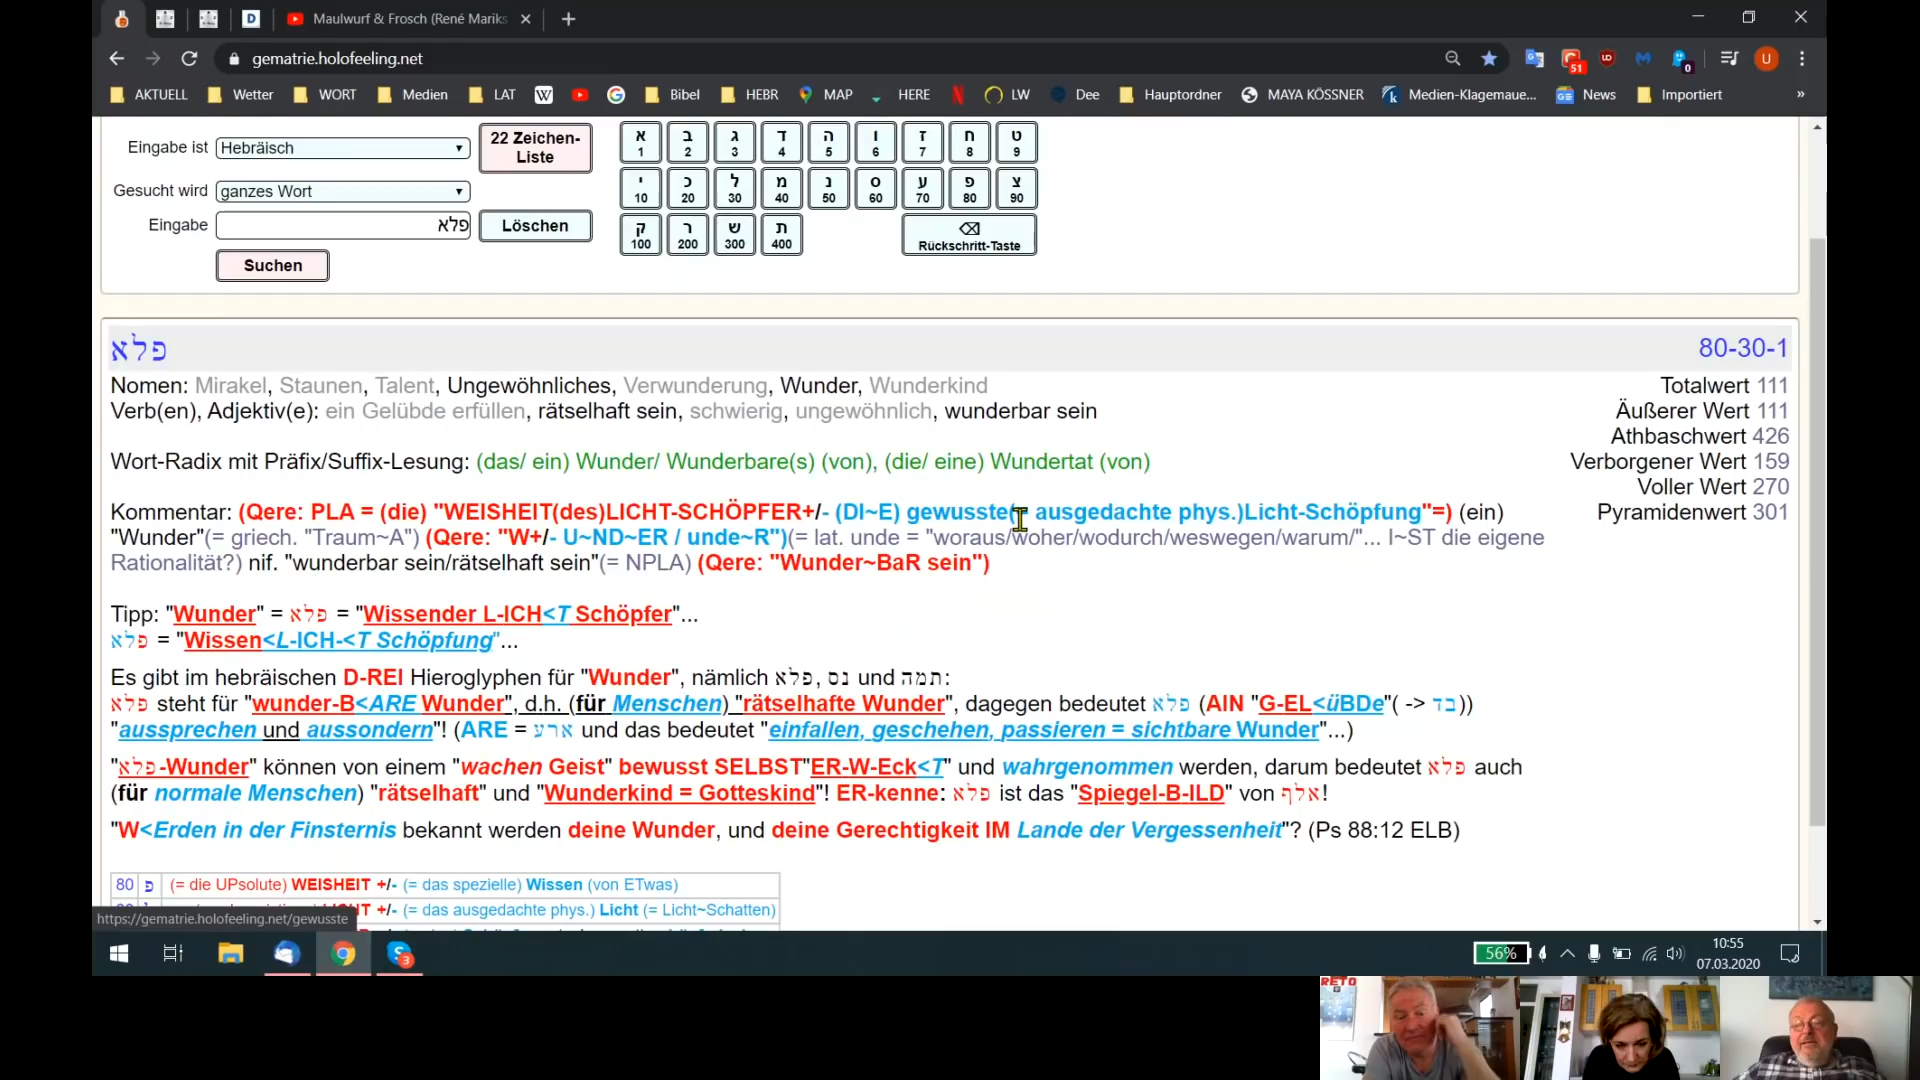 Maulwurf & Frosch (René Mariks
gematrie.holofeeling.net
51
0
U
AKTUELL Wetter WORT Medien LAT W Bibel HEBR MAP HERE LW Dee Hauptordner MAYA KÖSSNER Medien-Klagemaue... News Importiert »
Eingabe ist Hebräisch
22 Zeichen-Liste
א ב ג ד ה ו ז ח ט
1 2 3 4 5 6 7 8 9
Gesucht wird ganzes Wort
י כ ל מ נ ס ע פ צ
10 20 30 40 50 60 70 80 90
Eingabe פלא Löschen
ק ר ש ת
100 200 300 400 Rückschritt-Taste
Suchen
פלא 80-30-1
Nomen: Mirakel, Staunen, Talent, Ungewöhnliches, Verwunderung, Wunder, Wunderkind
Totalwert 111
Verb(en), Adjektiv(e): ein Gelübde erfüllen, rätselhaft sein, schwierig, ungewöhnlich, wunderbar sein
Äußerer Wert 111
Athbaschwert 426
Wort-Radix mit Präfix/Suffix-Lesung: (das/ ein) Wunder/ Wunderbare(s) (von), (die/ eine) Wundertat (von)
Verborgener Wert 159
Voller Wert 270
Kommentar: (Qere: PLA = (die) "WEISHEIT(des)LICHT-SCHÖPFER+/- (DI~E) gewusste( ausgedachte phys.)Licht-Schöpfung"=) (ein)
Pyramidenwert 301
"Wunder"(= griech. "Traum~A") (Qere: "W+/- U~ND~ER / unde~R")(= lat. unde = "woraus/woher/wodurch/weswegen/warum/"... I~ST die eigene
Rationalität?) nif. "wunderbar sein/rätselhaft sein"(= NPLA) (Qere: "Wunder~BaR sein")
Tipp: "Wunder" = פלא = "Wissender L-ICH<T Schöpfer"...
פלא = "Wissen<L-ICH-<T Schöpfung"...
Es gibt im hebräischen D-REI Hieroglyphen für "Wunder", nämlich פלא, נס und תמה:
פלא steht für "wunder-B<ARE Wunder", d.h. (für Menschen) "rätselhafte Wunder", dagegen bedeutet פלא (AIN "G-EL<üBDe"( -> בד))
"aussprechen und aussondern"! (ARE = ארע und das bedeutet "einfallen, geschehen, passieren = sichtbare Wunder"...)
"פלא-Wunder" können von einem "wachen Geist" bewusst SELBST"ER-W-Eck<T" und wahrgenommen werden, darum bedeutet פלא auch
(für normale Menschen) "rätselhaft" und "Wunderkind = Gotteskind"! ER-kenne: פלא ist das "Spiegel-B-ILD" von אלף!
"W<Erden in der Finsternis bekannt werden deine Wunder, und deine Gerechtigkeit IM Lande der Vergessenheit"? (Ps 88:12 ELB)
80 פ (= die UPsolute) WEISHEIT +/- (= das spezielle) Wissen (von ETwas)
+/- (= das ausgedachte phys.) Licht (= Licht~Schatten)
https://gematrie.holofeeling.net/gewusste
S 3
56%
10:55
07.03.2020
RETO